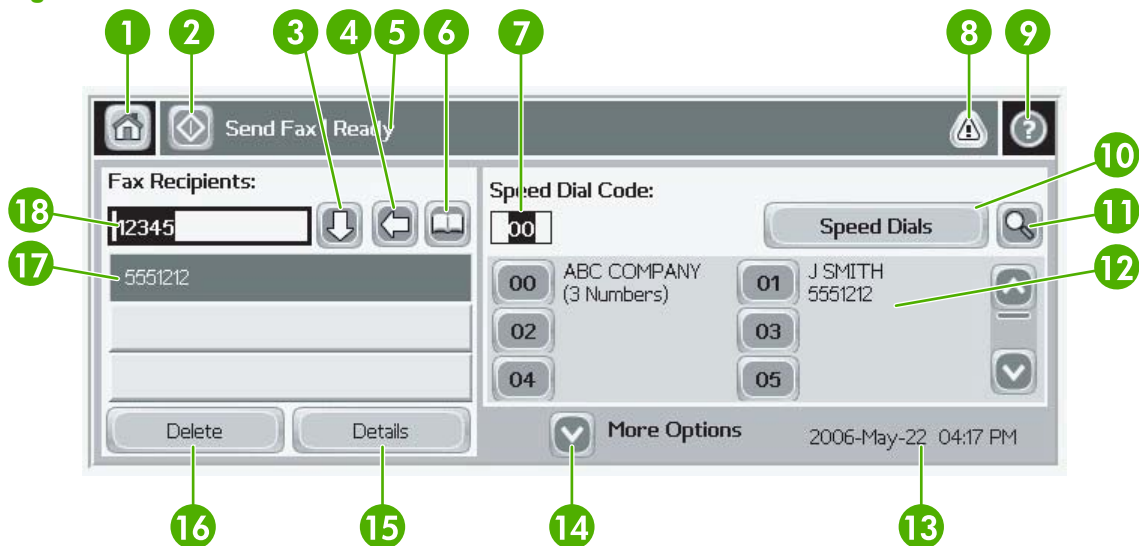 1 2 3 4 5 6 7 8 9
Send Fax | Ready
Fax Recipients:
12345
5551212
Delete
Details
Speed Dial Code:
00
Speed Dials
00 ABC COMPANY
(3 Numbers)
01 J SMITH
5551212
02
03
04
05
More Options
2006-May-22 04:17 PM
10
11
12
18
17
16 15 14 13